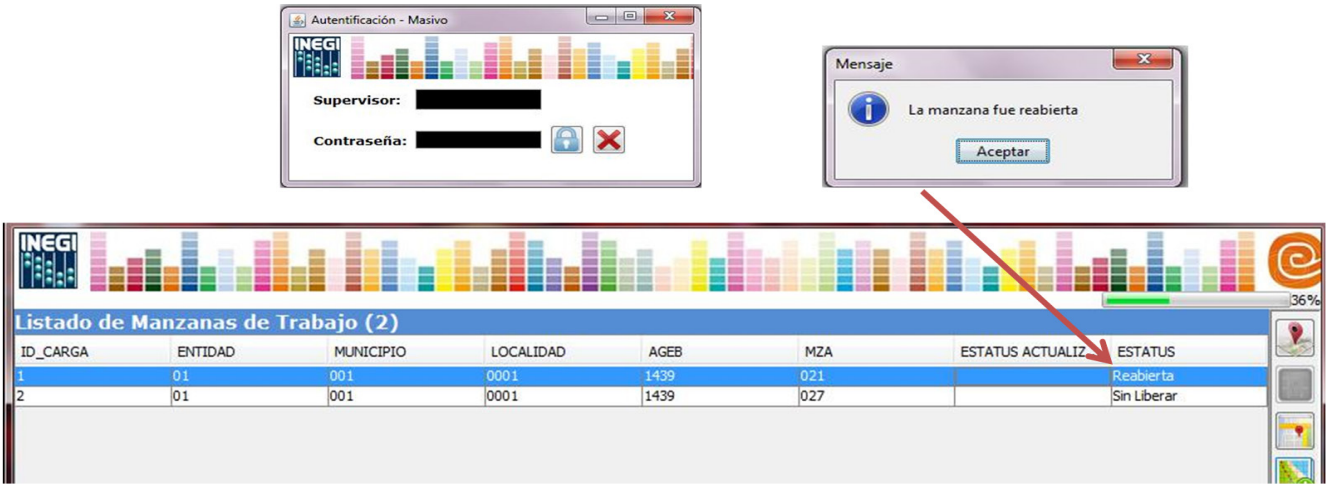 Autentificación - Masivo
INEGI
Supervisor:
Contraseña:
Mensaje
La manzana fue reabierta
Aceptar
INEGI
36%
Listado de Manzanas de Trabajo (2)
ID_CARGA ENTIDAD MUNICIPIO LOCALIDAD AGEB MZA ESTATUS ACTUALIZ... ESTATUS
1 01 001 0001 1439 021 Reabierta
2 01 001 0001 1439 027 Sin Liberar